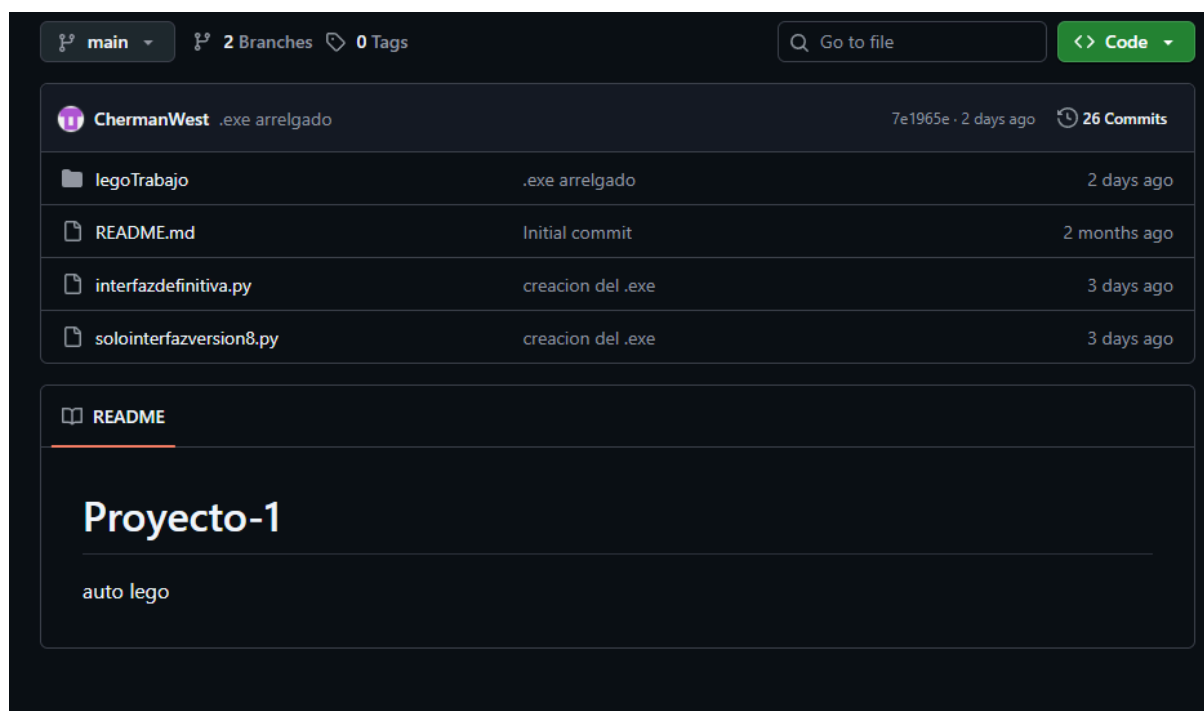 main 2 Branches 0 Tags Go to file <> Code
ChermanWest .exe arrelgado 7e1965e · 2 days ago 26 Commits
legoTrabajo .exe arrelgado 2 days ago
README.md Initial commit 2 months ago
interfazdefinitiva.py creacion del .exe 3 days ago
solointerfazversion8.py creacion del .exe 3 days ago
README
Proyecto-1
auto lego